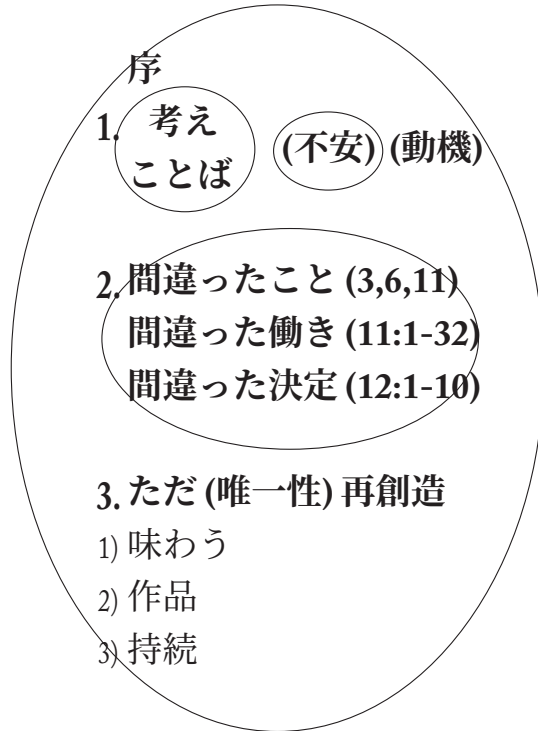 序
1. 考え
ことば (不安) (動機)
2. 間違ったこと (3,6,11)
間違った働き (11:1-32)
間違った決定 (12:1-10)
3. ただ (唯一性) 再創造
1) 味わう
2) 作品
3) 持続